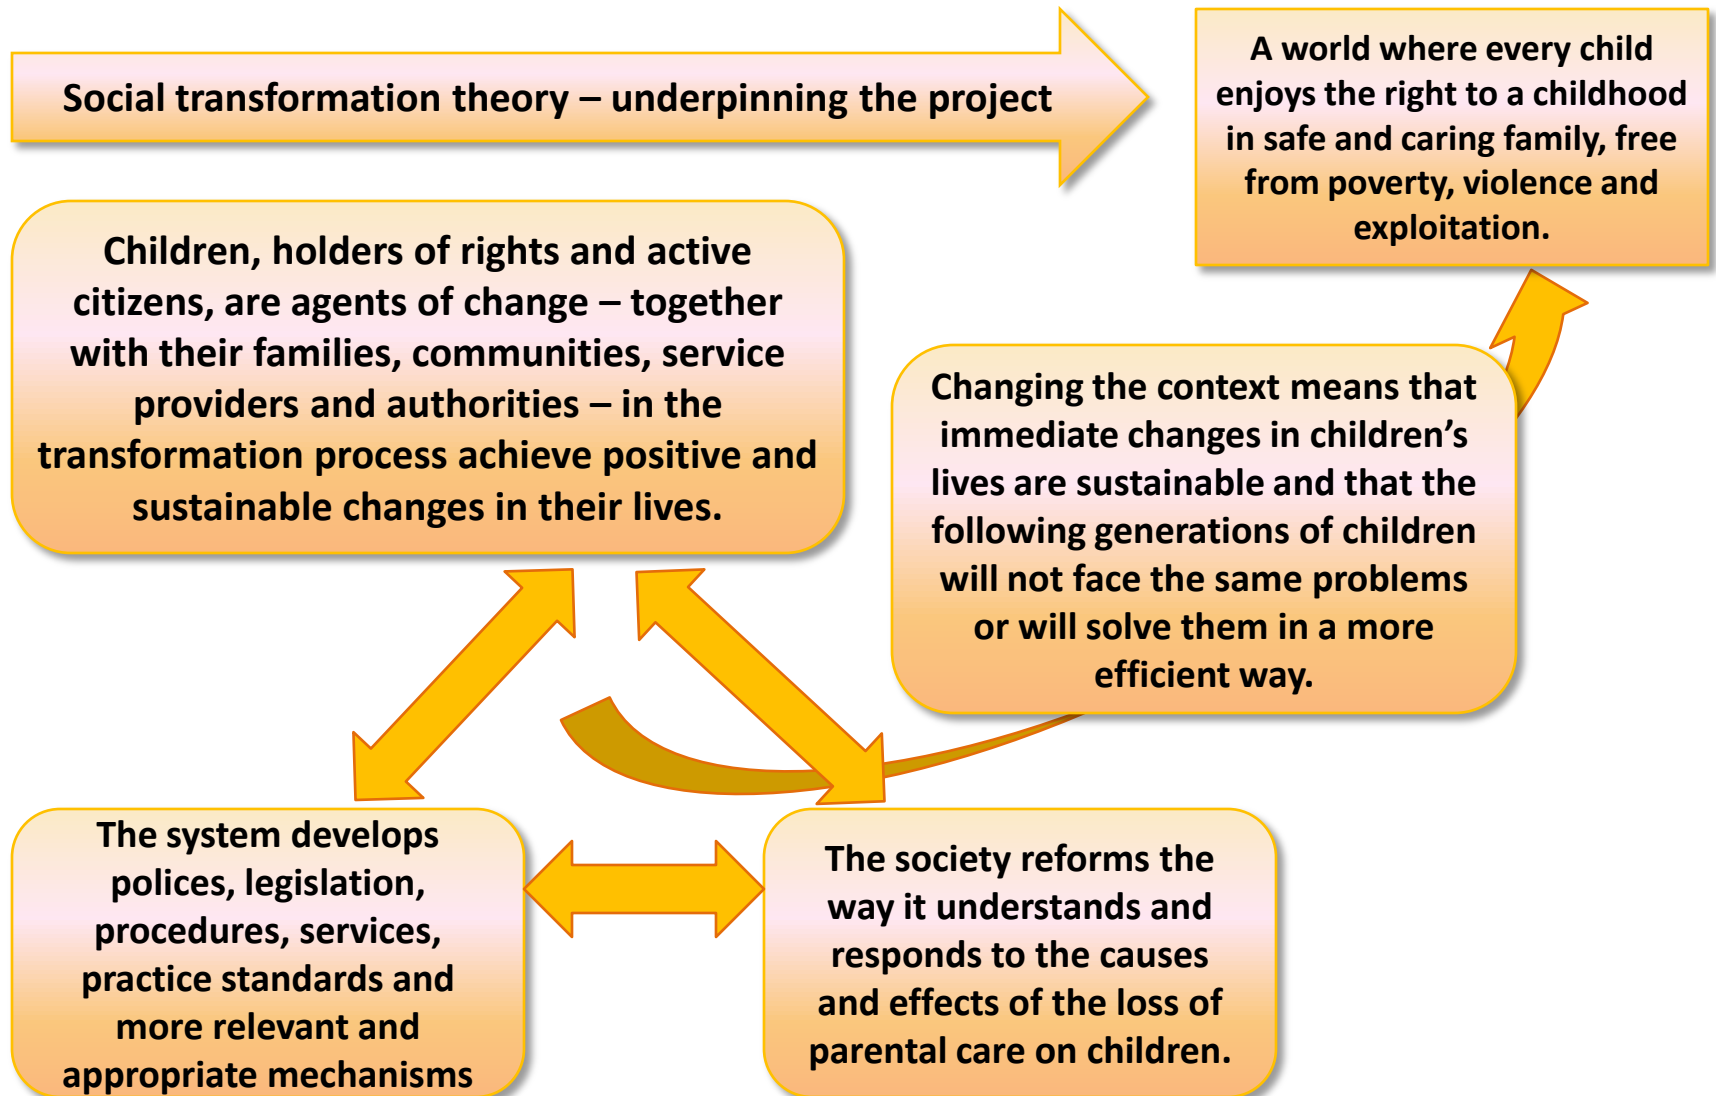 Social transformation theory – underpinning the project
A world where every child
enjoys the right to a childhood
in safe and caring family, free
from poverty, violence and
exploitation.
Children, holders of rights and active
citizens, are agents of change – together
with their families, communities, service
providers and authorities – in the
transformation process achieve positive and
sustainable changes in their lives.
Changing the context means that
immediate changes in children’s
lives are sustainable and that the
following generations of children
will not face the same problems
or will solve them in a more
efficient way.
The system develops
polices, legislation,
procedures, services,
practice standards and
more relevant and
appropriate mechanisms
The society reforms the
way it understands and
responds to the causes
and effects of the loss of
parental care on children.